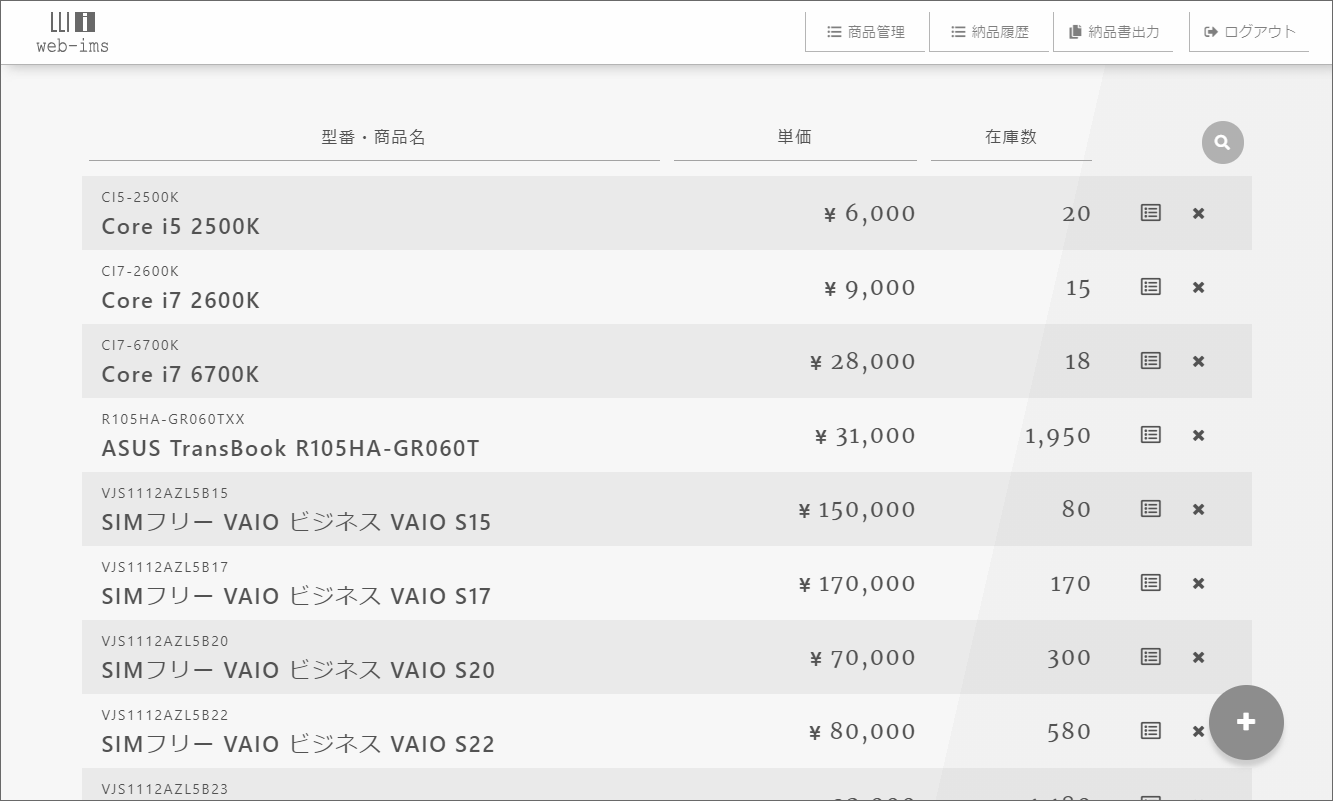 LLI i
web-ims
商品管理
納品履歴
納品書出力
ログアウト
型番・商品名 単価 在庫数
CI5-2500K
Core i5 2500K ¥ 6,000 20
CI7-2600K
Core i7 2600K ¥ 9,000 15
CI7-6700K
Core i7 6700K ¥ 28,000 18
R105HA-GR060TXX
ASUS TransBook R105HA-GR060T ¥ 31,000 1,950
VJS1112AZL5B15
SIMフリー VAIO ビジネス VAIO S15 ¥ 150,000 80
VJS1112AZL5B17
SIMフリー VAIO ビジネス VAIO S17 ¥ 170,000 170
VJS1112AZL5B20
SIMフリー VAIO ビジネス VAIO S20 ¥ 70,000 300
VJS1112AZL5B22
SIMフリー VAIO ビジネス VAIO S22 ¥ 80,000 580
VJS1112AZL5B23